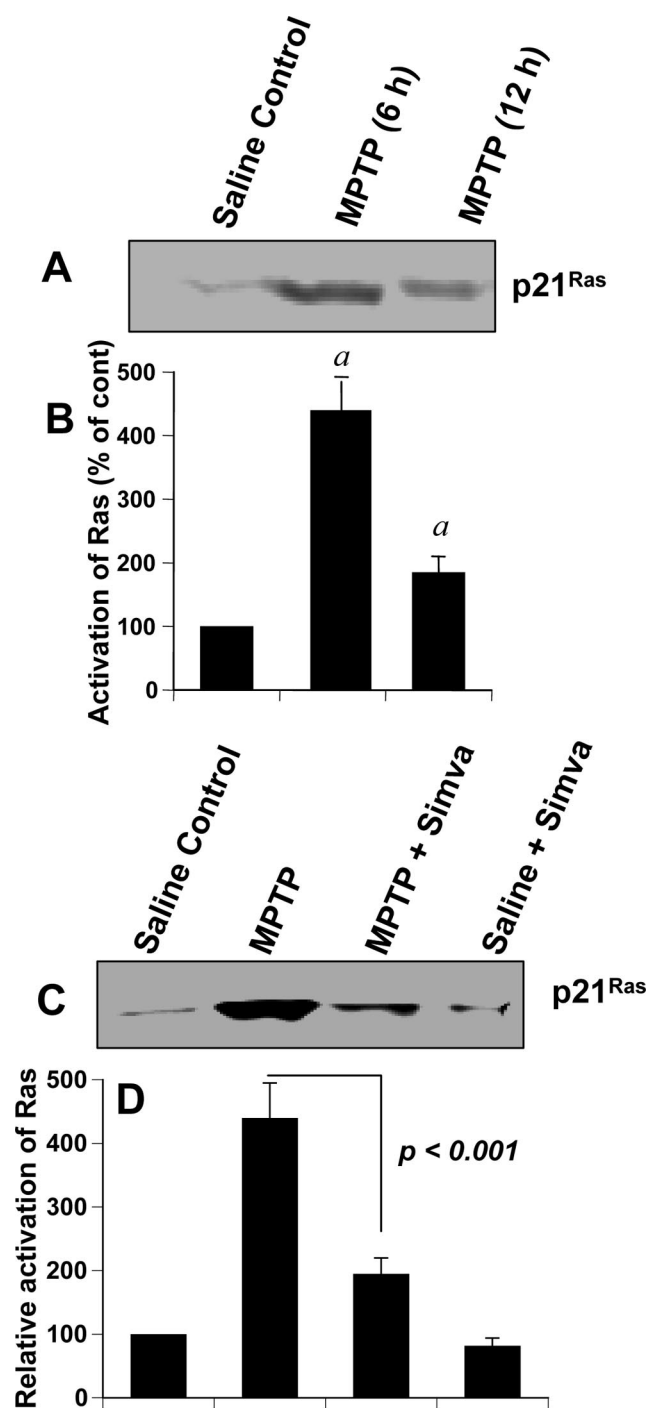 Saline Control
MPTP (6 h)
MPTP (12 h)
A
p21Ras
B
Activation of Ras (% of cont)
500
400
300
200
100
0
a
a
Saline Control
MPTP
MPTP + Simva
Saline + Simva
C
p21Ras
D
Relative activation of Ras
500
400
300
200
100
0
p < 0.001